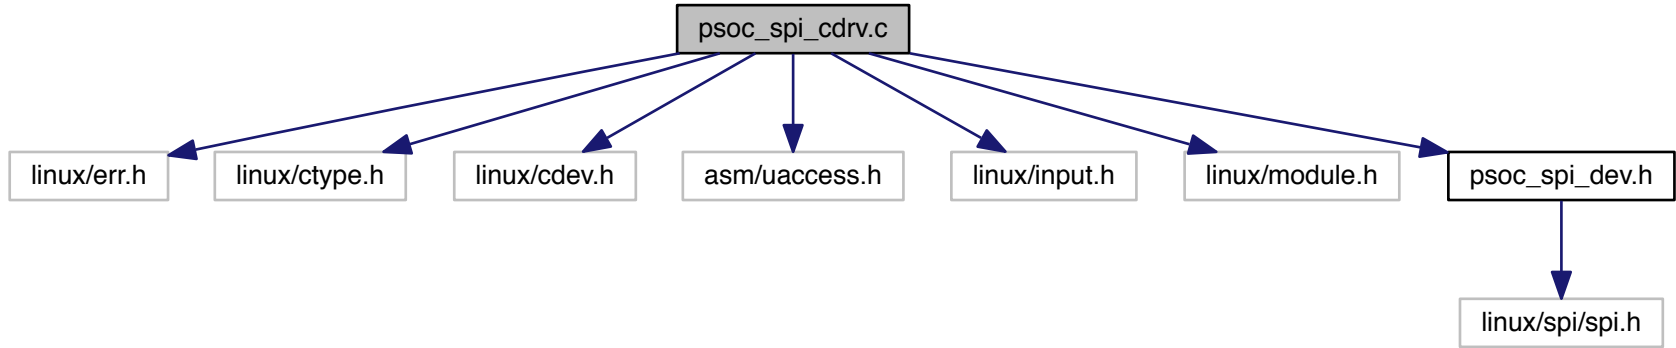 psoc_spi_cdrv.c
linux/err.h
linux/ctype.h
linux/cdev.h
asm/uaccess.h
linux/input.h
linux/module.h
psoc_spi_dev.h
linux/spi/spi.h